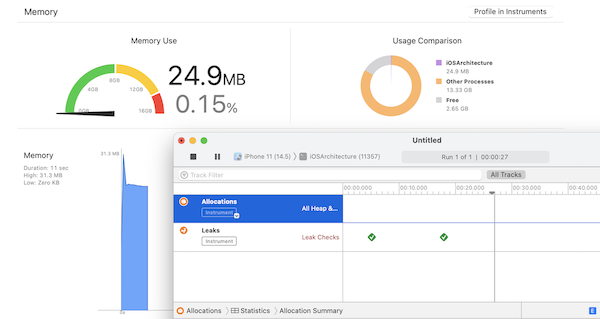 Memory
Profile in Instruments
Memory Use
Usage Comparison
0GB
4GB
8GB
12GB
16GB
24.9MB
0.15%
iOSArchitecture
24.9 MB
Other Processes
13.33 GB
Free
2.65 GB
Memory
Duration: 11 sec
High: 31.3 MB
Low: Zero KB
31.3 MB
0s
Untitled
iPhone 11 (14.5) 〉 iOSArchitecture (11357)
Run 1 of 1 | 00:00:27
Track Filter
All Tracks
00:00.000
00:10.000
00:20.000
00:30.000
00:40.000
Allocations
Instrument
All Heap &...
Leaks
Instrument
Leak Checks
Allocations 〉 Statistics 〉 Allocation Summary
E